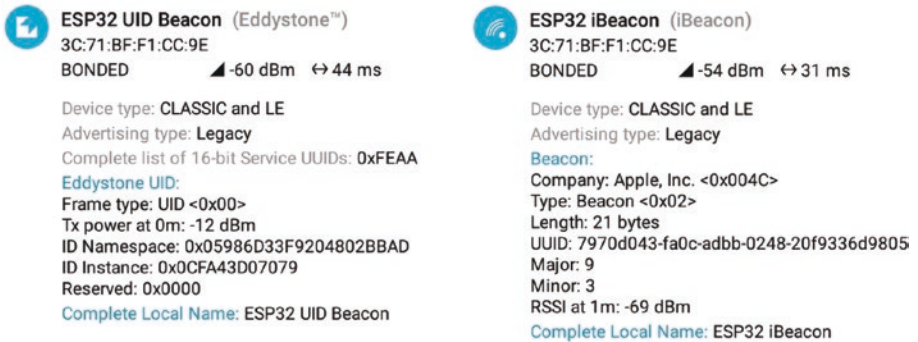 ESP32 UID Beacon (Eddystone™)
3C:71:BF:F1:CC:9E
BONDED -60 dBm ↔ 44 ms
Device type: CLASSIC and LE
Advertising type: Legacy
Complete list of 16-bit Service UUIDs: 0xFEAA
Eddystone UID:
Frame type: UID <0x00>
Tx power at 0m: -12 dBm
ID Namespace: 0x05986D33F9204802BBAD
ID Instance: 0x0CFA43D07079
Reserved: 0x0000
Complete Local Name: ESP32 UID Beacon
ESP32 iBeacon (iBeacon)
3C:71:BF:F1:CC:9E
BONDED -54 dBm ↔ 31 ms
Device type: CLASSIC and LE
Advertising type: Legacy
Beacon:
Company: Apple, Inc. <0x004C>
Type: Beacon <0x02>
Length: 21 bytes
UUID: 7970d043-fa0c-adbb-0248-20f9336d9805
Major: 9
Minor: 3
RSSI at 1m: -69 dBm
Complete Local Name: ESP32 iBeacon